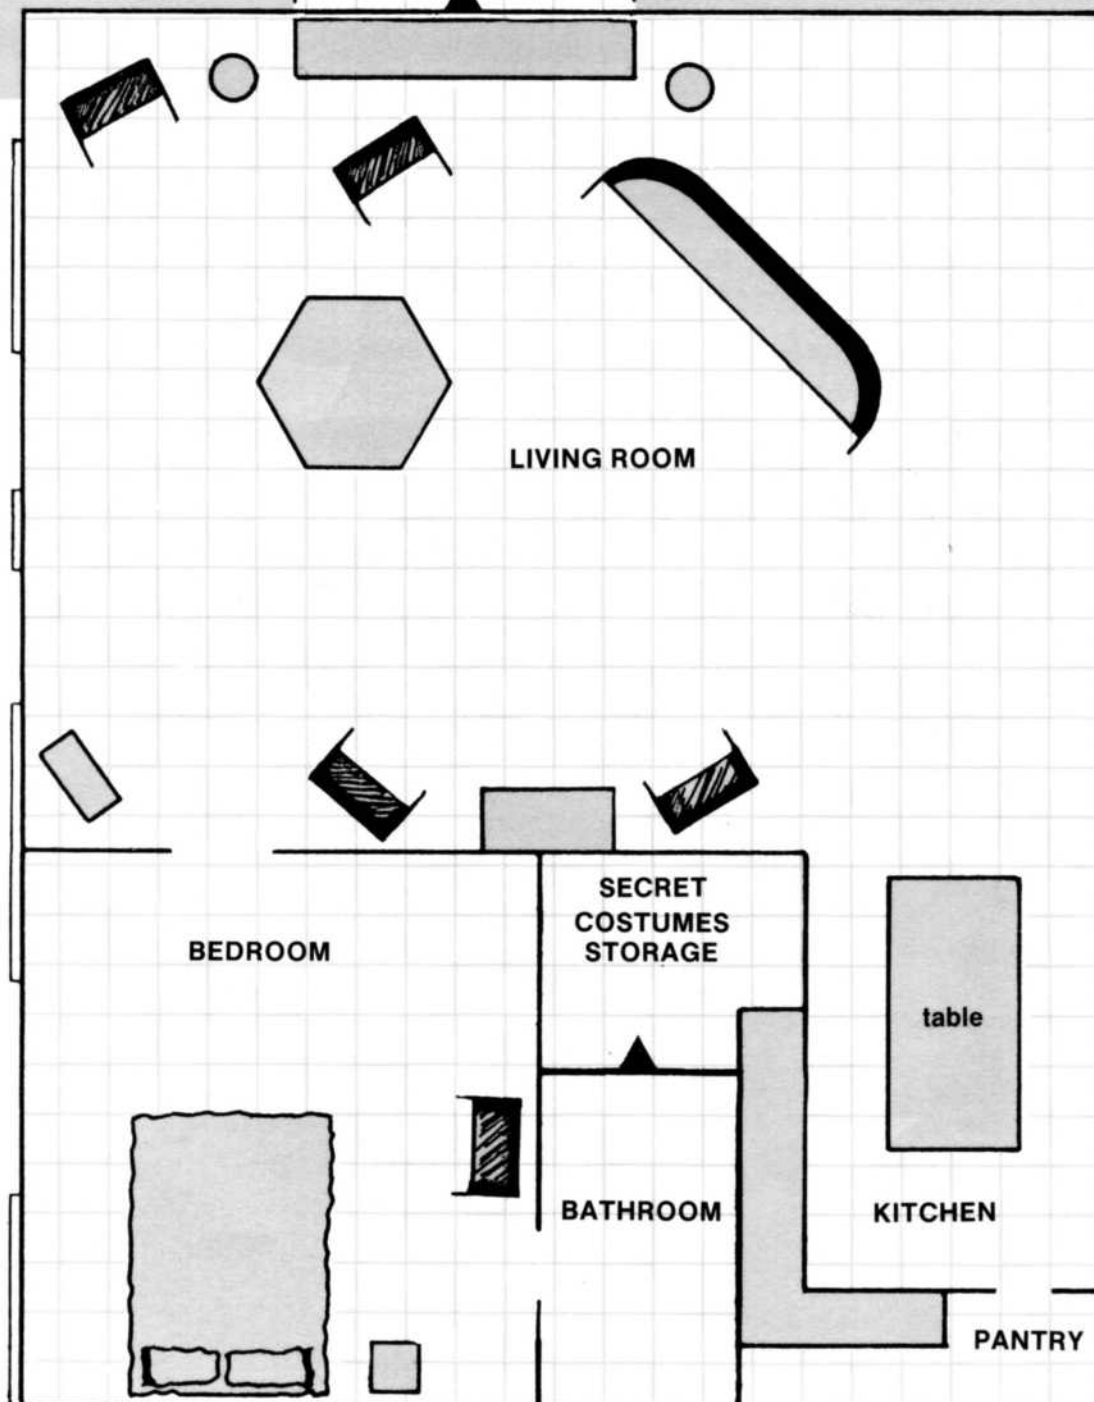 LIVING ROOM
SECRET
COSTUMES
STORAGE
BEDROOM
table
BATHROOM
KITCHEN
PANTRY